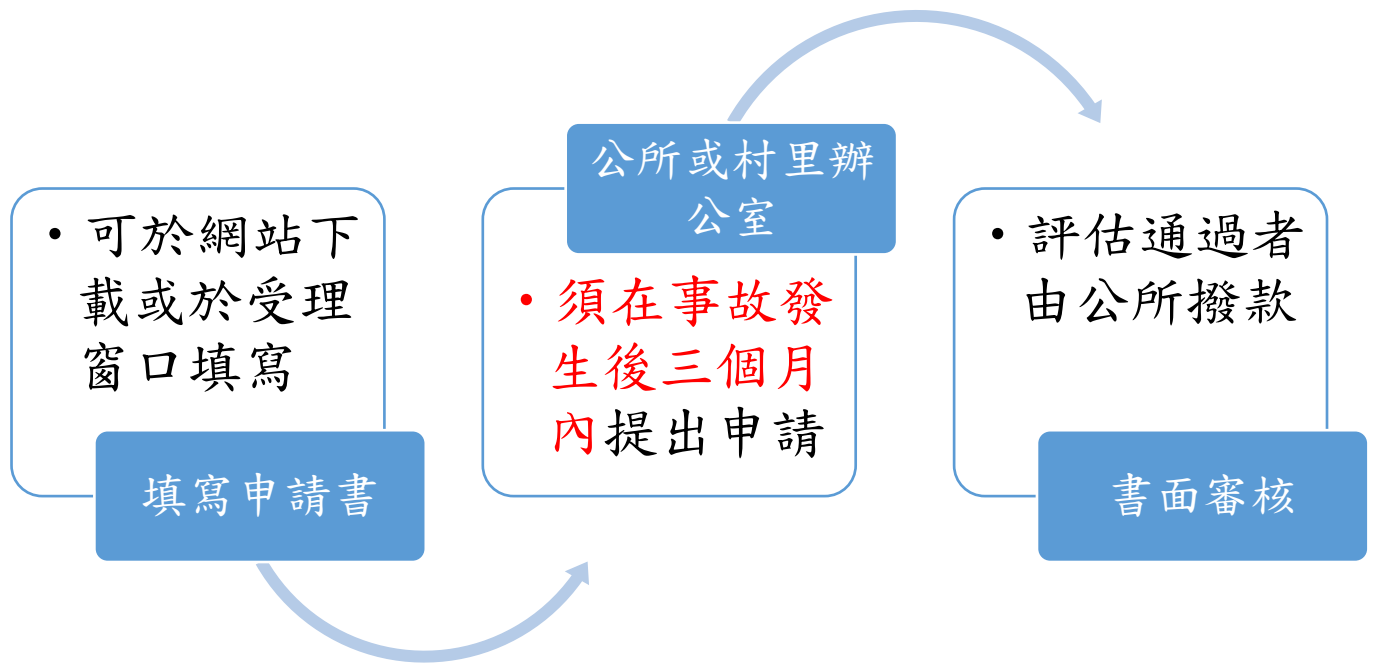 • 可於網站下
載或於受理
窗口填寫
填寫申請書
公所或村里辦
公室
• 須在事故發
生後三個月
內提出申請
• 評估通過者
由公所撥款
書面審核